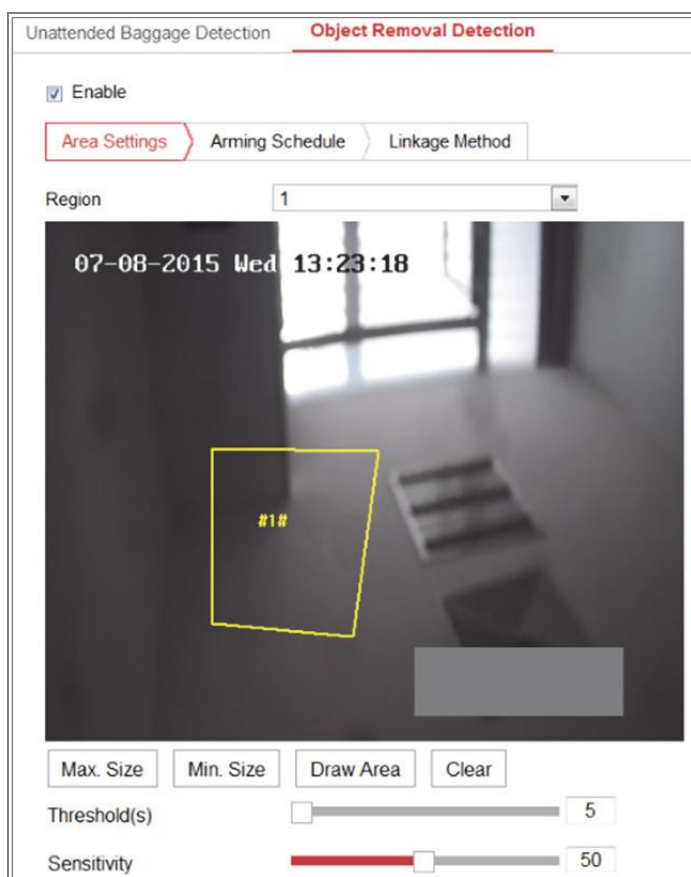 Unattended Baggage Detection Object Removal Detection
Enable
Area Settings Arming Schedule Linkage Method
Region 1
07-08-2015 Wed 13:23:18
#1#
Max. Size Min. Size Draw Area Clear
Threshold(s) 5
Sensitivity 50